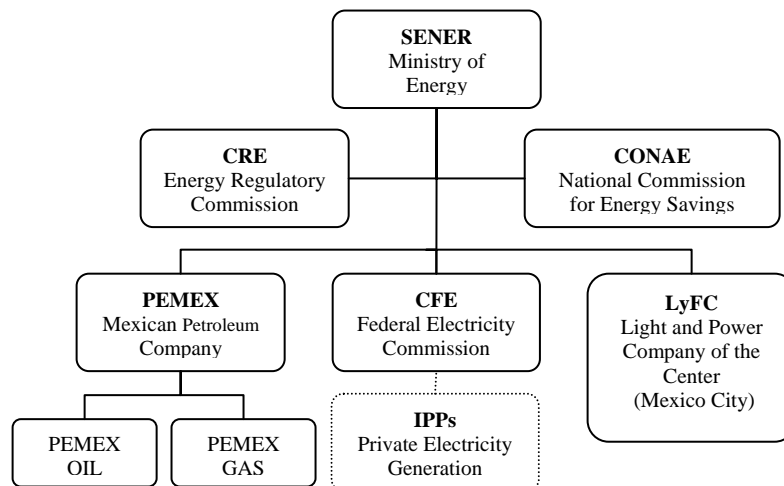 SENER
Ministry of
Energy
CRE
Energy Regulatory
Commission
CONAE
National Commission
for Energy Savings
PEMEX
Mexican Petroleum
Company
CFE
Federal Electricity
Commission
LyFC
Light and Power
Company of the
Center
(Mexico City)
PEMEX
OIL
PEMEX
GAS
IPPs
Private Electricity
Generation